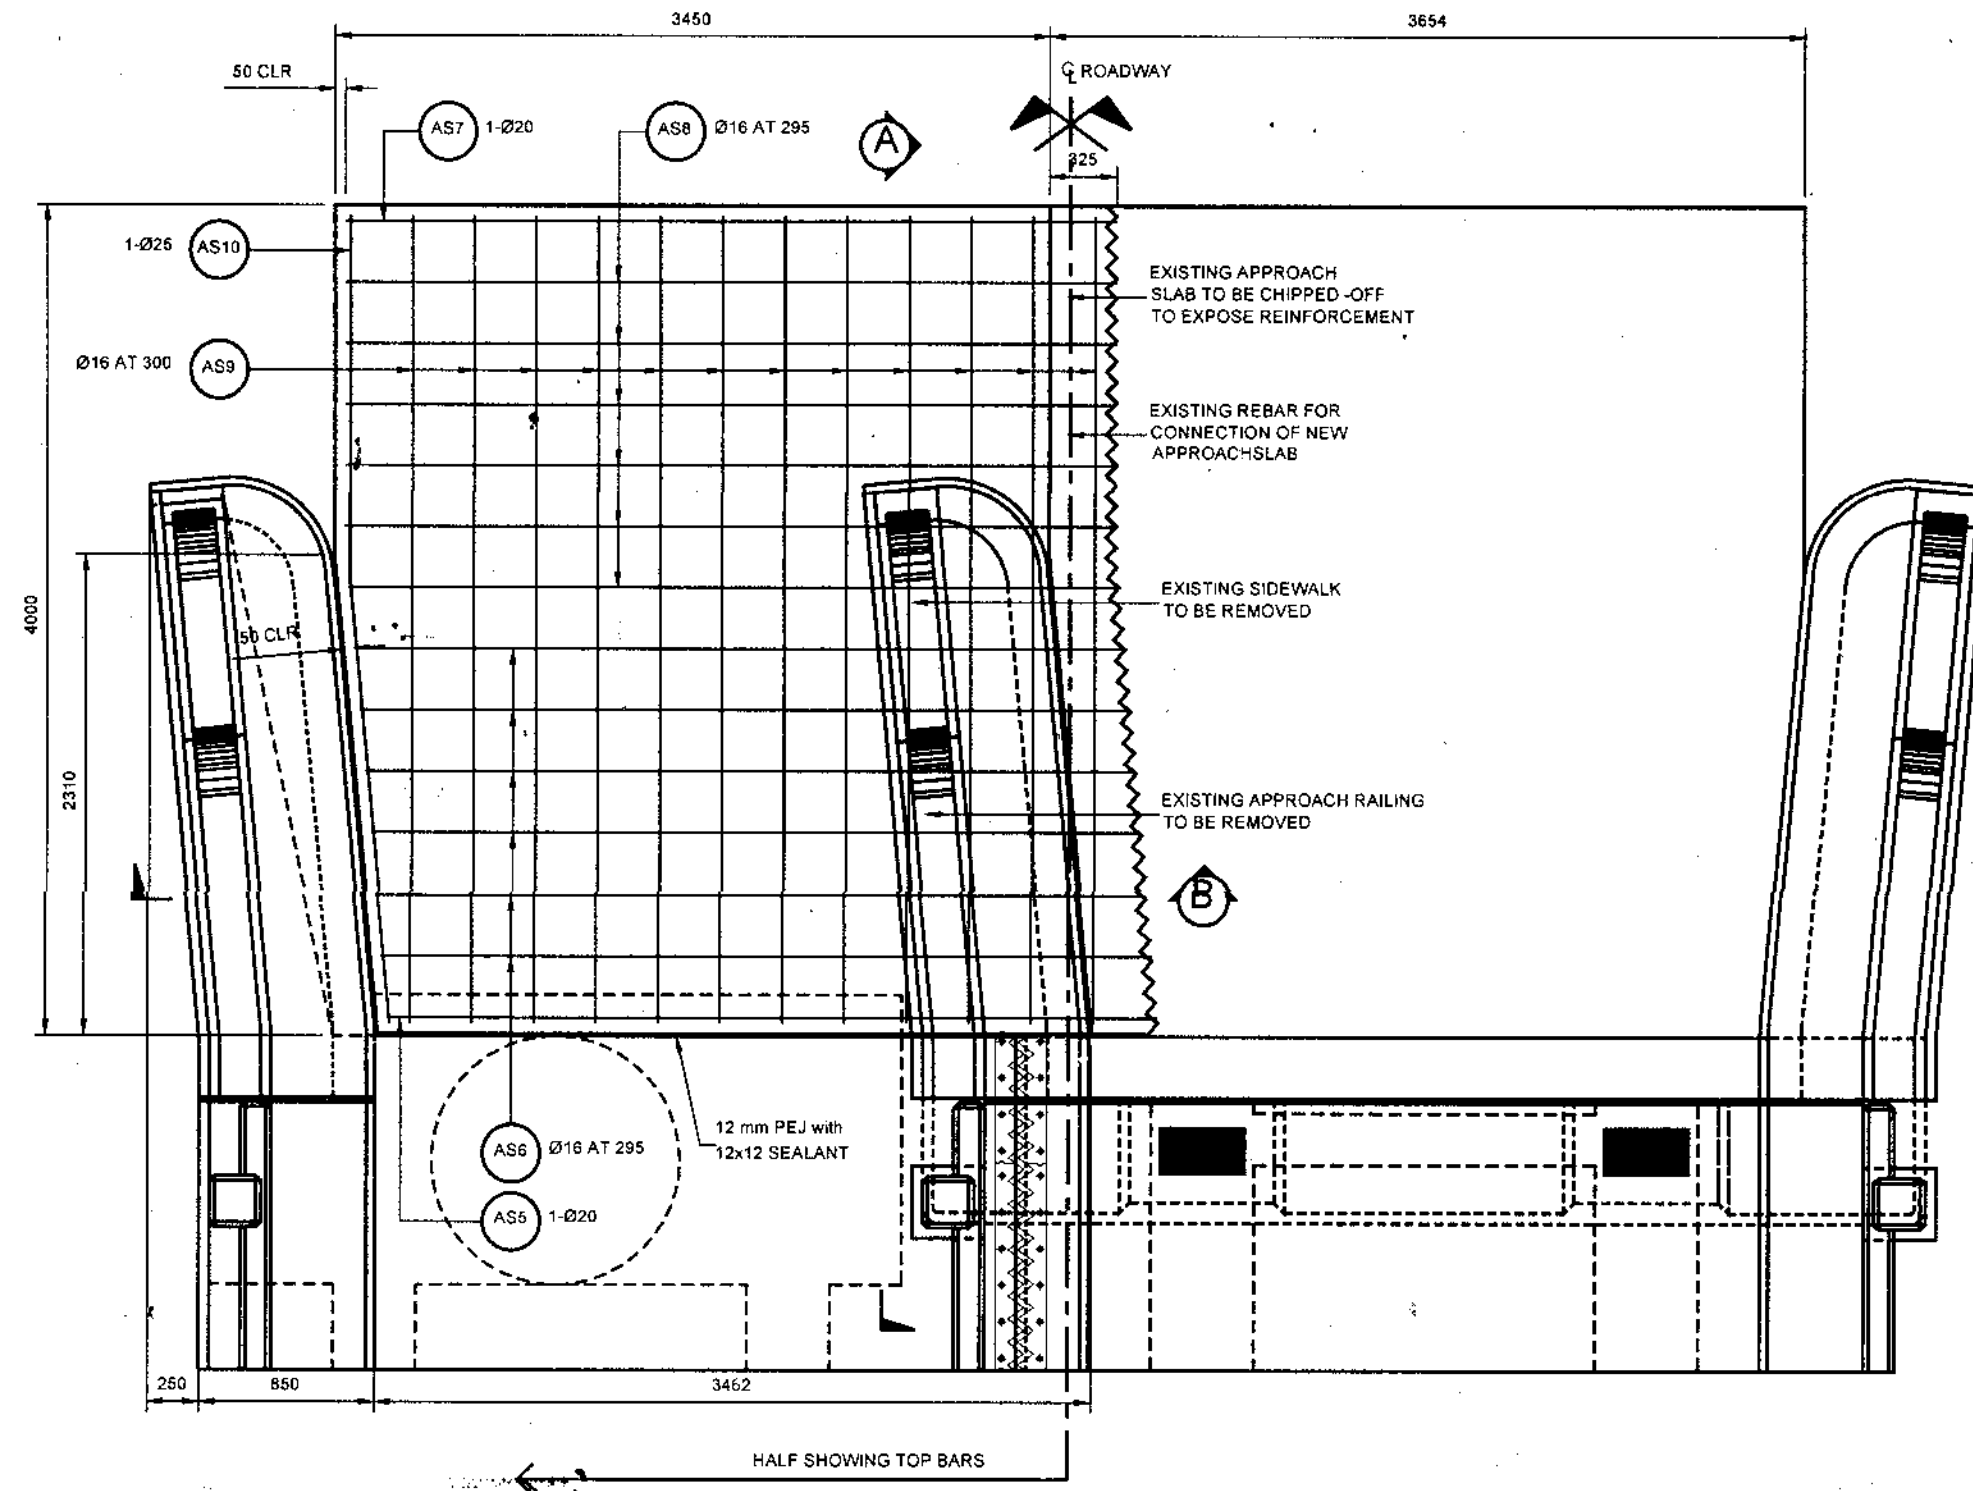 3450
3654
50 CLR
℄ ROADWAY
AS7 1-Ø20
AS8 Ø16 AT 295
A
325
1-Ø25 AS10
EXISTING APPROACH
SLAB TO BE CHIPPED -OFF
TO EXPOSE REINFORCEMENT
Ø16 AT 300 AS9
EXISTING REBAR FOR
CONNECTION OF NEW
APPROACHSLAB
4000
EXISTING SIDEWALK
TO BE REMOVED
50 CLR
2310
EXISTING APPROACH RAILING
TO BE REMOVED
B
12 mm PEJ with
12x12 SEALANT
AS6 Ø16 AT 295
AS5 1-Ø20
250
850
3462
HALF SHOWING TOP BARS